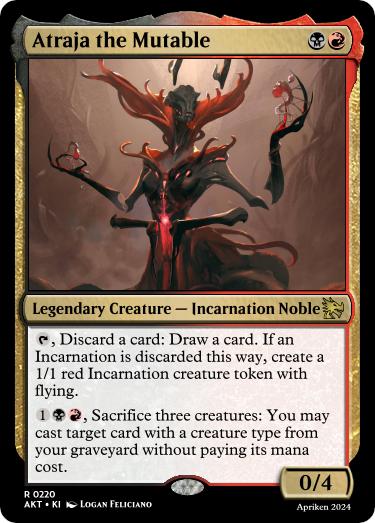 Atraja the Mutable
Legendary Creature — Incarnation Noble
, Discard a card: Draw a card. If an
Incarnation is discarded this way, create a
1/1 red Incarnation creature token with
flying.
1, Sacrifice three creatures: You may
cast target card with a creature type from
your graveyard without paying its mana
cost.
0/4
R 0220
AKT • KI LOGAN FELICIANO
Apriken 2024